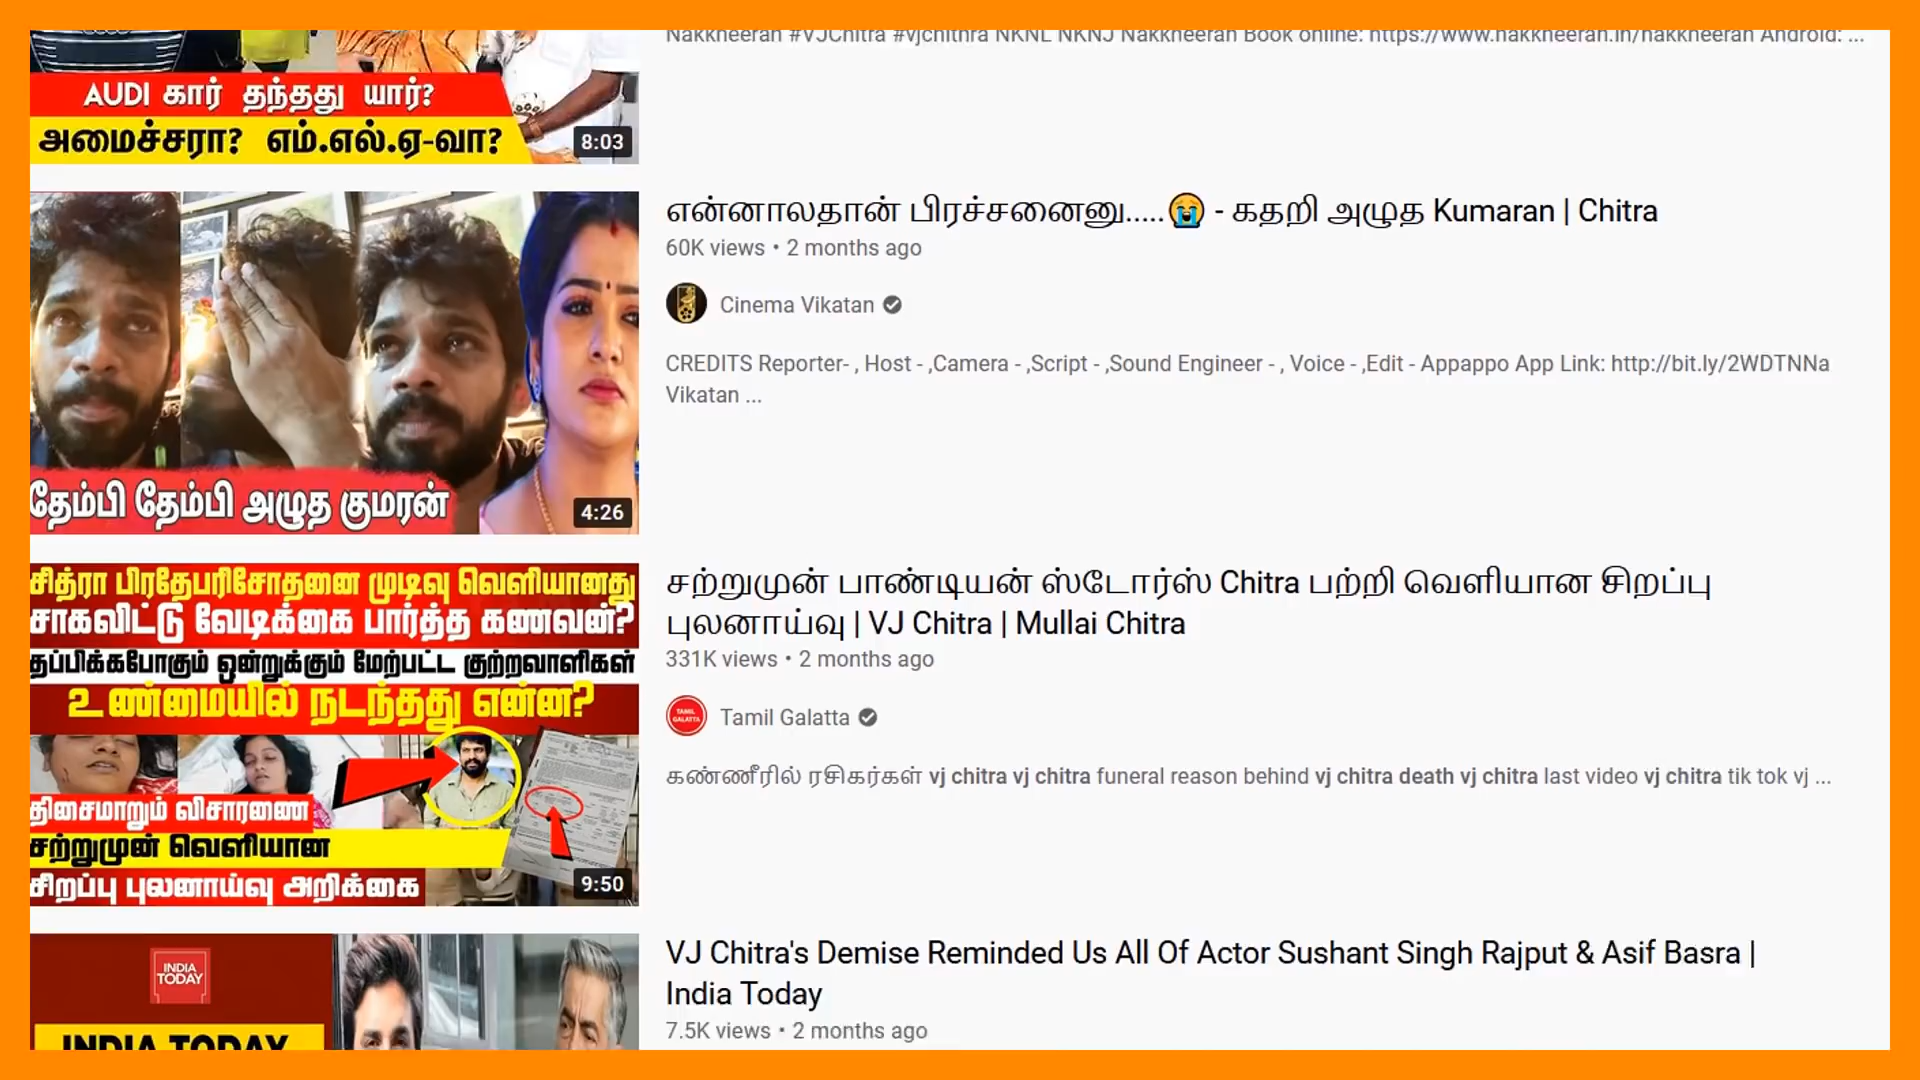 Nakkheeran #VJChitra #vjchithra NKNL NKNJ Nakkheeran Book online: https://www.nakkheeran.in/nakkheeran Android: ...
AUDI கார் தந்தது யார்?
அமைச்சரா? எம்.எல்.ஏ-வா?
8:03
என்னாலதான் பிரச்சனைனு.....😭 - கதறி அழுத Kumaran | Chitra
60K views • 2 months ago
Cinema Vikatan
CREDITS Reporter- , Host - ,Camera - ,Script - ,Sound Engineer - , Voice - ,Edit - Appappo App Link: http://bit.ly/2WDTNNa
Vikatan ...
தேம்பி தேம்பி அழுத குமரன்
4:26
சித்ரா பிரதேபரிசோதனை முடிவு வெளியானது
சாகவிட்டு வேடிக்கை பார்த்த கணவன்?
தப்பிக்கபோகும் ஒன்றுக்கும் மேற்பட்ட குற்றவாளிகள்
உண்மையில் நடந்தது என்ன?
திசைமாறும் விசாரணை
சற்றுமுன் வெளியான
சிறப்பு புலனாய்வு அறிக்கை
9:50
சற்றுமுன் பாண்டியன் ஸ்டோர்ஸ் Chitra பற்றி வெளியான சிறப்பு
புலனாய்வு | VJ Chitra | Mullai Chitra
331K views • 2 months ago
TAMIL
GALATTA
Tamil Galatta
கண்ணீரில் ரசிகர்கள் vj chitra vj chitra funeral reason behind vj chitra death vj chitra last video vj chitra tik tok vj ...
INDIA
TODAY
INDIA TODAY
VJ Chitra's Demise Reminded Us All Of Actor Sushant Singh Rajput & Asif Basra |
India Today
7.5K views • 2 months ago